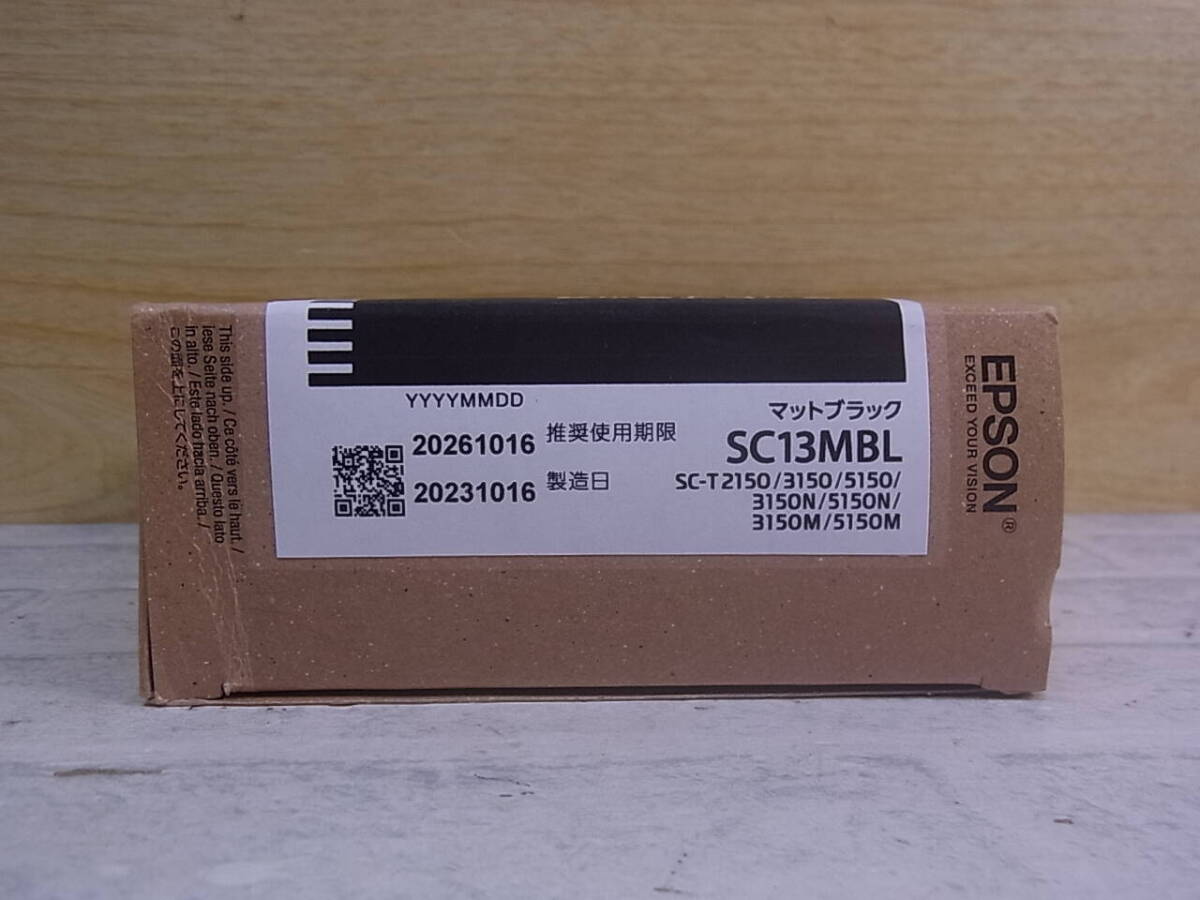 This side up. / Ce côté vers le haut. /
iese Seite nach oben. / Questo lato
in alto. / Este lado hacia arriba. /
この面を上にしてください。
YYYYMMDD
20261016 推奨使用期限
20231016 製造日
マットブラック
SC13MBL
SC-T2150/3150/5150/
3150N/5150N/
3150M/5150M
EPSON®
EXCEED YOUR VISION